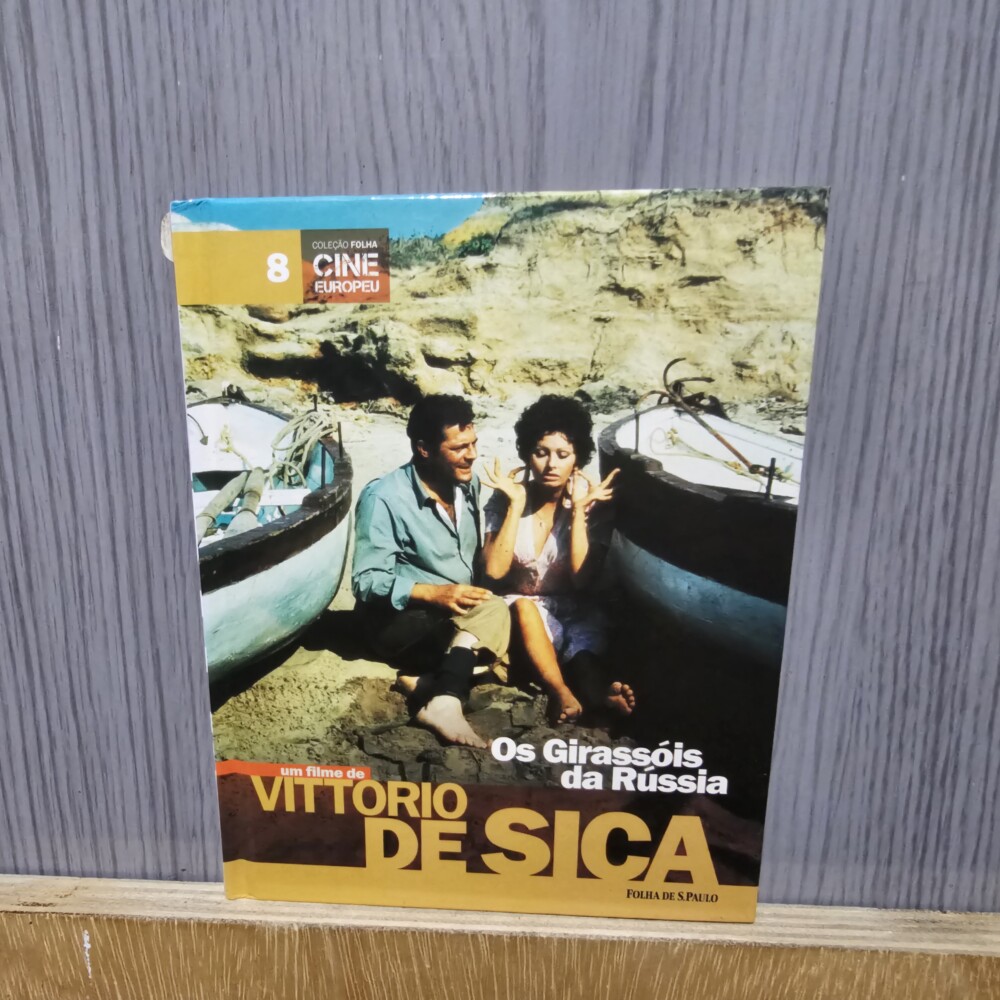 8
COLEÇÃO FOLHA
CINE
EUROPEU
Os Girassóis
da Rússia
um filme de
VITTORIO
DE SICA
FOLHA DE S.PAULO